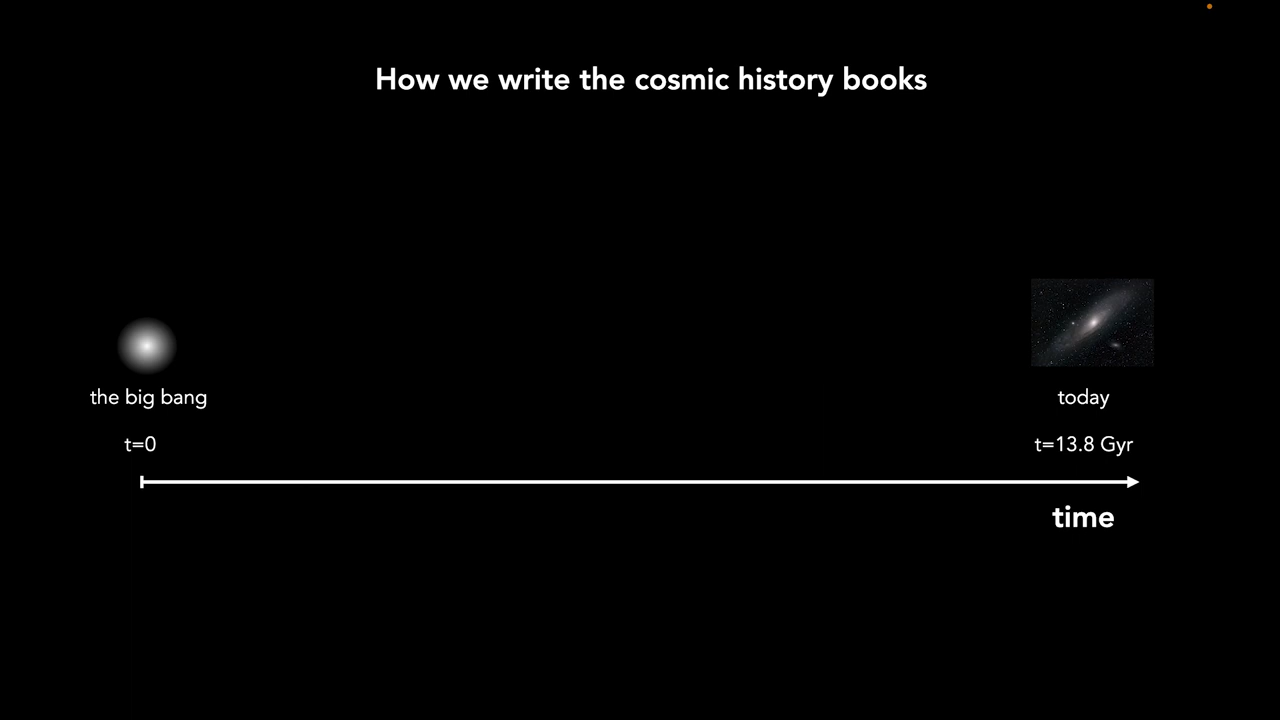 How we write the cosmic history books
the big bang
today
t=0
t=13.8 Gyr
time